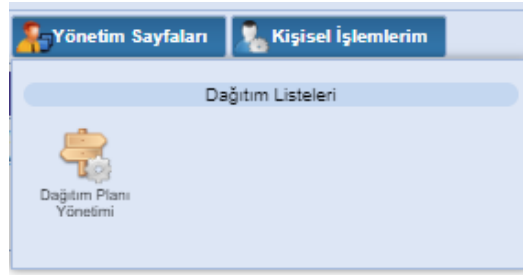 Yönetim Sayfaları Kişisel İşlemlerim
Dağıtım Listeleri
Dağıtım Planı
Yönetimi